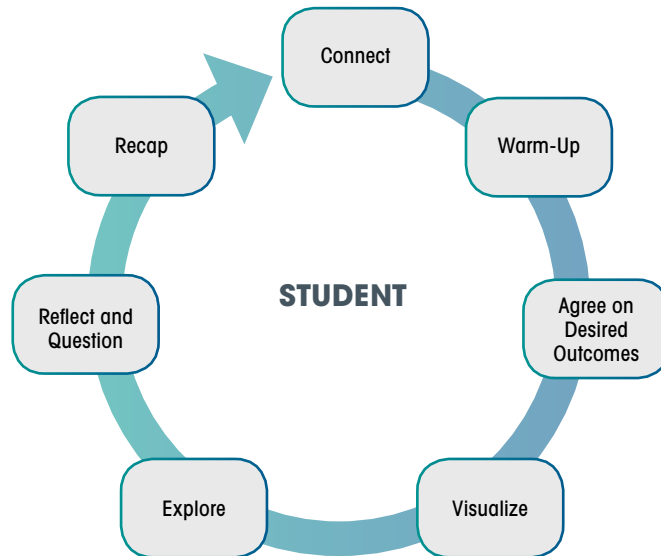 Connect
Warm-Up
Agree on
Desired
Outcomes
Visualize
Explore
Reflect and
Question
Recap
STUDENT